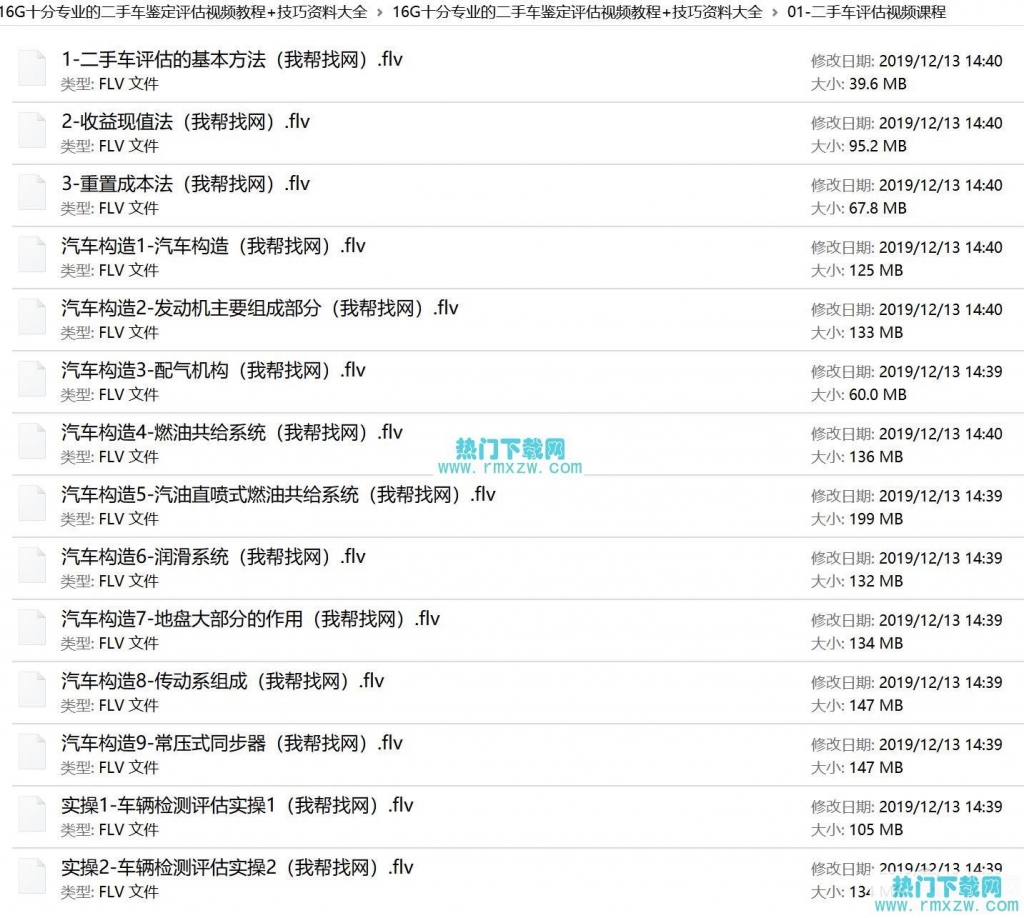 16G十分专业的二手车鉴定评估视频教程+技巧资料大全 › 16G十分专业的二手车鉴定评估视频教程+技巧资料大全 › 01-二手车评估视频课程
1-二手车评估的基本方法（我帮找网）.flv 修改日期: 2019/12/13 14:40
类型: FLV 文件 大小: 39.6 MB
2-收益现值法（我帮找网）.flv 修改日期: 2019/12/13 14:40
类型: FLV 文件 大小: 95.2 MB
3-重置成本法（我帮找网）.flv 修改日期: 2019/12/13 14:40
类型: FLV 文件 大小: 67.8 MB
汽车构造1-汽车构造（我帮找网）.flv 修改日期: 2019/12/13 14:40
类型: FLV 文件 大小: 125 MB
汽车构造2-发动机主要组成部分（我帮找网）.flv 修改日期: 2019/12/13 14:40
类型: FLV 文件 大小: 133 MB
汽车构造3-配气机构（我帮找网）.flv 修改日期: 2019/12/13 14:39
类型: FLV 文件 大小: 60.0 MB
汽车构造4-燃油共给系统（我帮找网）.flv 修改日期: 2019/12/13 14:40
热门下载网
类型: FLV 文件 大小: 136 MB
www.rmxzw.com
汽车构造5-汽油直喷式燃油共给系统（我帮找网）.flv 修改日期: 2019/12/13 14:39
类型: FLV 文件 大小: 199 MB
汽车构造6-润滑系统（我帮找网）.flv 修改日期: 2019/12/13 14:39
类型: FLV 文件 大小: 132 MB
汽车构造7-地盘大部分的作用（我帮找网）.flv 修改日期: 2019/12/13 14:39
类型: FLV 文件 大小: 134 MB
汽车构造8-传动系组成（我帮找网）.flv 修改日期: 2019/12/13 14:39
类型: FLV 文件 大小: 147 MB
汽车构造9-常压式同步器（我帮找网）.flv 修改日期: 2019/12/13 14:39
类型: FLV 文件 大小: 147 MB
实操1-车辆检测评估实操1（我帮找网）.flv 修改日期: 2019/12/13 14:39
类型: FLV 文件 大小: 105 MB
实操2-车辆检测评估实操2（我帮找网）.flv 修改日期: 2019/12/13 14:39
类型: FLV 文件 大小: 134 M
热门下载网
www.rmxzw.com